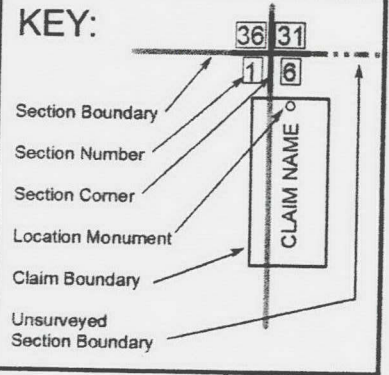 KEY:
36 31
1 6
Section Boundary
Section Number
Section Corner
Location Monument
Claim Boundary
Unsurveyed
Section Boundary
CLAIM NAME